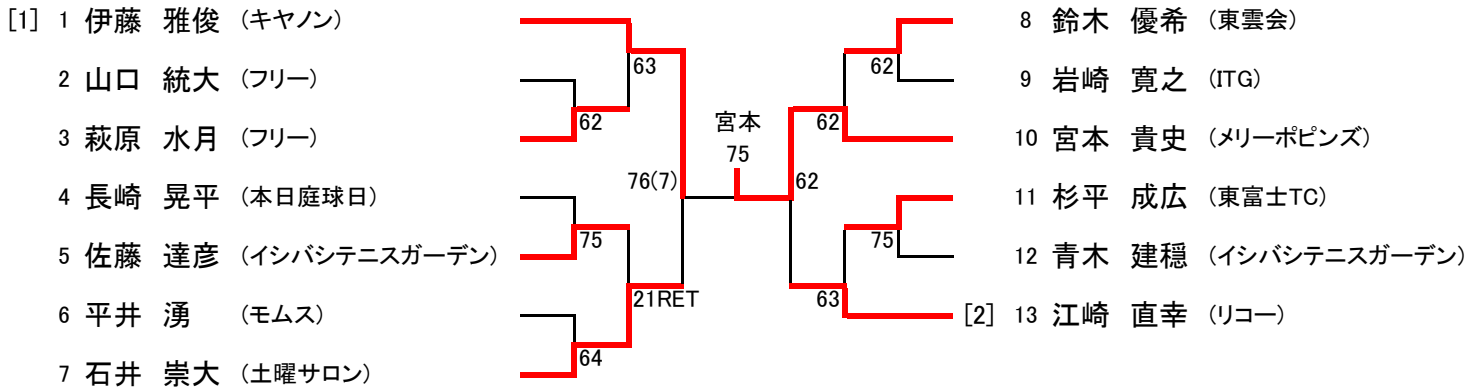 [1] 1 伊藤 雅俊 (キヤノン)
2 山口 統大 (フリー)
3 萩原 水月 (フリー)
4 長崎 晃平 (本日庭球日)
5 佐藤 達彦 (イシバシテニスガーデン)
6 平井 湧 (モムス)
7 石井 崇大 (土曜サロン)
63
62
76(7)
75
21RET
64
宮本
75
62
62
62
75
63
8 鈴木 優希 (東雲会)
9 岩崎 寛之 (ITG)
10 宮本 貴史 (メリーポピンズ)
11 杉平 成広 (東富士TC)
12 青木 建穏 (イシバシテニスガーデン)
[2] 13 江崎 直幸 (リコー)